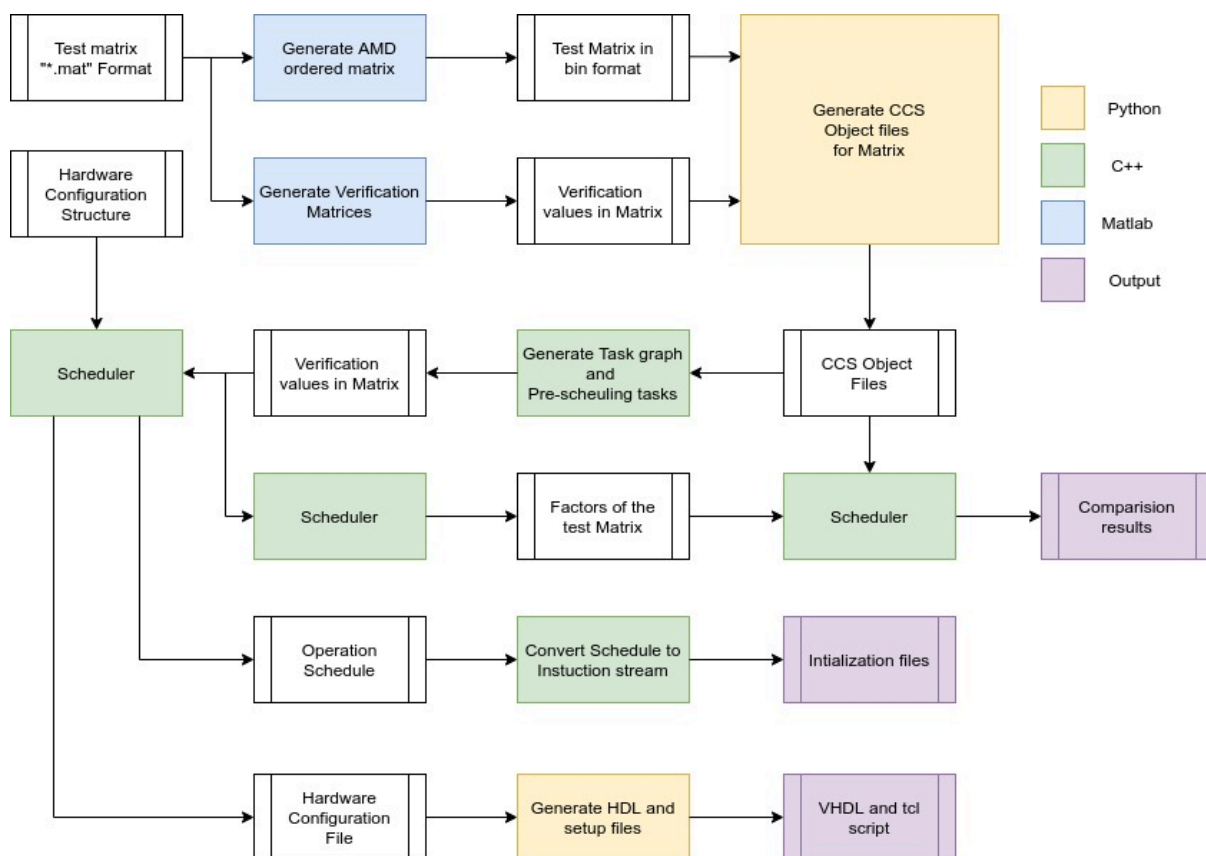 Test matrix
"*.mat" Format
Generate AMD
ordered matrix
Test Matrix in
bin format
Generate CCS
Object files
for Matrix
Python
C++
Matlab
Output
Hardware
Configuration
Structure
Generate Verification
Matrices
Verification
values in Matrix
Scheduler
Verification
values in Matrix
Generate Task graph
and
Pre-scheuling tasks
CCS Object
Files
Scheduler
Factors of the
test Matrix
Scheduler
Comparision
results
Operation
Schedule
Convert Schedule to
Instuction stream
Intialization files
Hardware
Configuration
File
Generate HDL and
setup files
VHDL and tcl
script